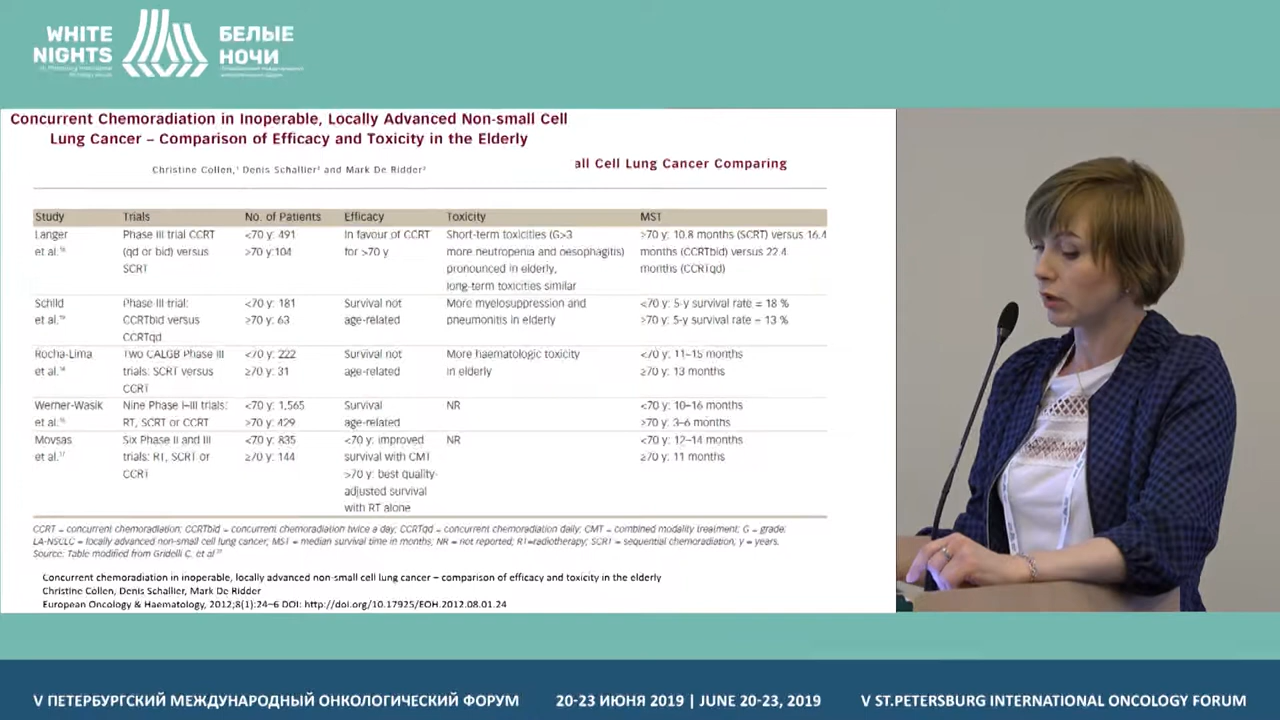 WHITE
NIGHTS
БЕЛЫЕ
НОЧИ
Concurrent Chemoradiation in Inoperable, Locally Advanced Non-small Cell
Lung Cancer – Comparison of Efficacy and Toxicity in the Elderly
all Cell Lung Cancer Comparing
Christine Collen,¹ Denis Schallier² and Mark De Ridder³
Study Trials No. of Patients Efficacy Toxicity MST
Langer Phase III trial CCRT <70 y: 491 In favour of CCRT Short-term toxicities (G>3 >70 y: 10.8 months (SCRT) versus 16.4
et al. (qd or bid) versus >70 y:104 for >70 y more neutropenia and oesophagitis) months (CCRTbid) versus 22.4
SCRT pronounced in elderly, months (CCRTqd)
long-term toxicities similar
Schild Phase III trial: <70 y: 181 Survival not More myelosuppression and <70 y: 5-y survival rate = 18 %
et al. CCRTbid versus >70 y: 63 age-related pneumonitis in elderly >70 y: 5-y survival rate – 13 %
CCRTqd
Rocha-Lima Two CALGB Phase III <70 y: 222 Survival not More haematologic toxicity <70 y: 11–15 months
et al. trials: SCRT versus ≥70 y: 31 age-related in elderly ≥70 y: 13 months
CCRT
Werner-Wasik Nine Phase I–III trials: <70 y: 1,565 Survival NR <70 y: 10–16 months
et al. RT, SCRT or CCRT >70 y: 429 age-related >70 y: 3–6 months
Movsas Six Phase II and III <70 y: 835 <70 y: improved NR <70 y: 12–14 months
et al. trials: RT, SCRT or ≥70 y: 144 survival with CMT ≥70 y: 11 months
CCRT >70 y: best quality-
adjusted survival
with RT alone
CCRT = concurrent chemoradiation; CCRTbid = concurrent chemoradiation twice a day; CCRTqd = concurrent chemoradiation daily; CMT = combined modality treatment; G = grade;
LA-NSCLC = locally advanced non-small cell lung cancer; MST = median survival time in months; NR = not reported; RT=radiotherapy; SCRT = sequential chemoradiation; y = years.
Source: Table modified from Gridelli C. et al
Concurrent chemoradiation in inoperable, locally advanced non-small cell lung cancer – comparison of efficacy and toxicity in the elderly
Christine Collen, Denis Schallier, Mark De Ridder
European Oncology & Haematology, 2012;8(1):24–6 DOI: http://doi.org/10.17925/EOH.2012.08.01.24
V ПЕТЕРБУРГСКИЙ МЕЖДУНАРОДНЫЙ ОНКОЛОГИЧЕСКИЙ ФОРУМ 20-23 ИЮНЯ 2019 | JUNE 20-23, 2019 V ST.PETERSBURG INTERNATIONAL ONCOLOGY FORUM